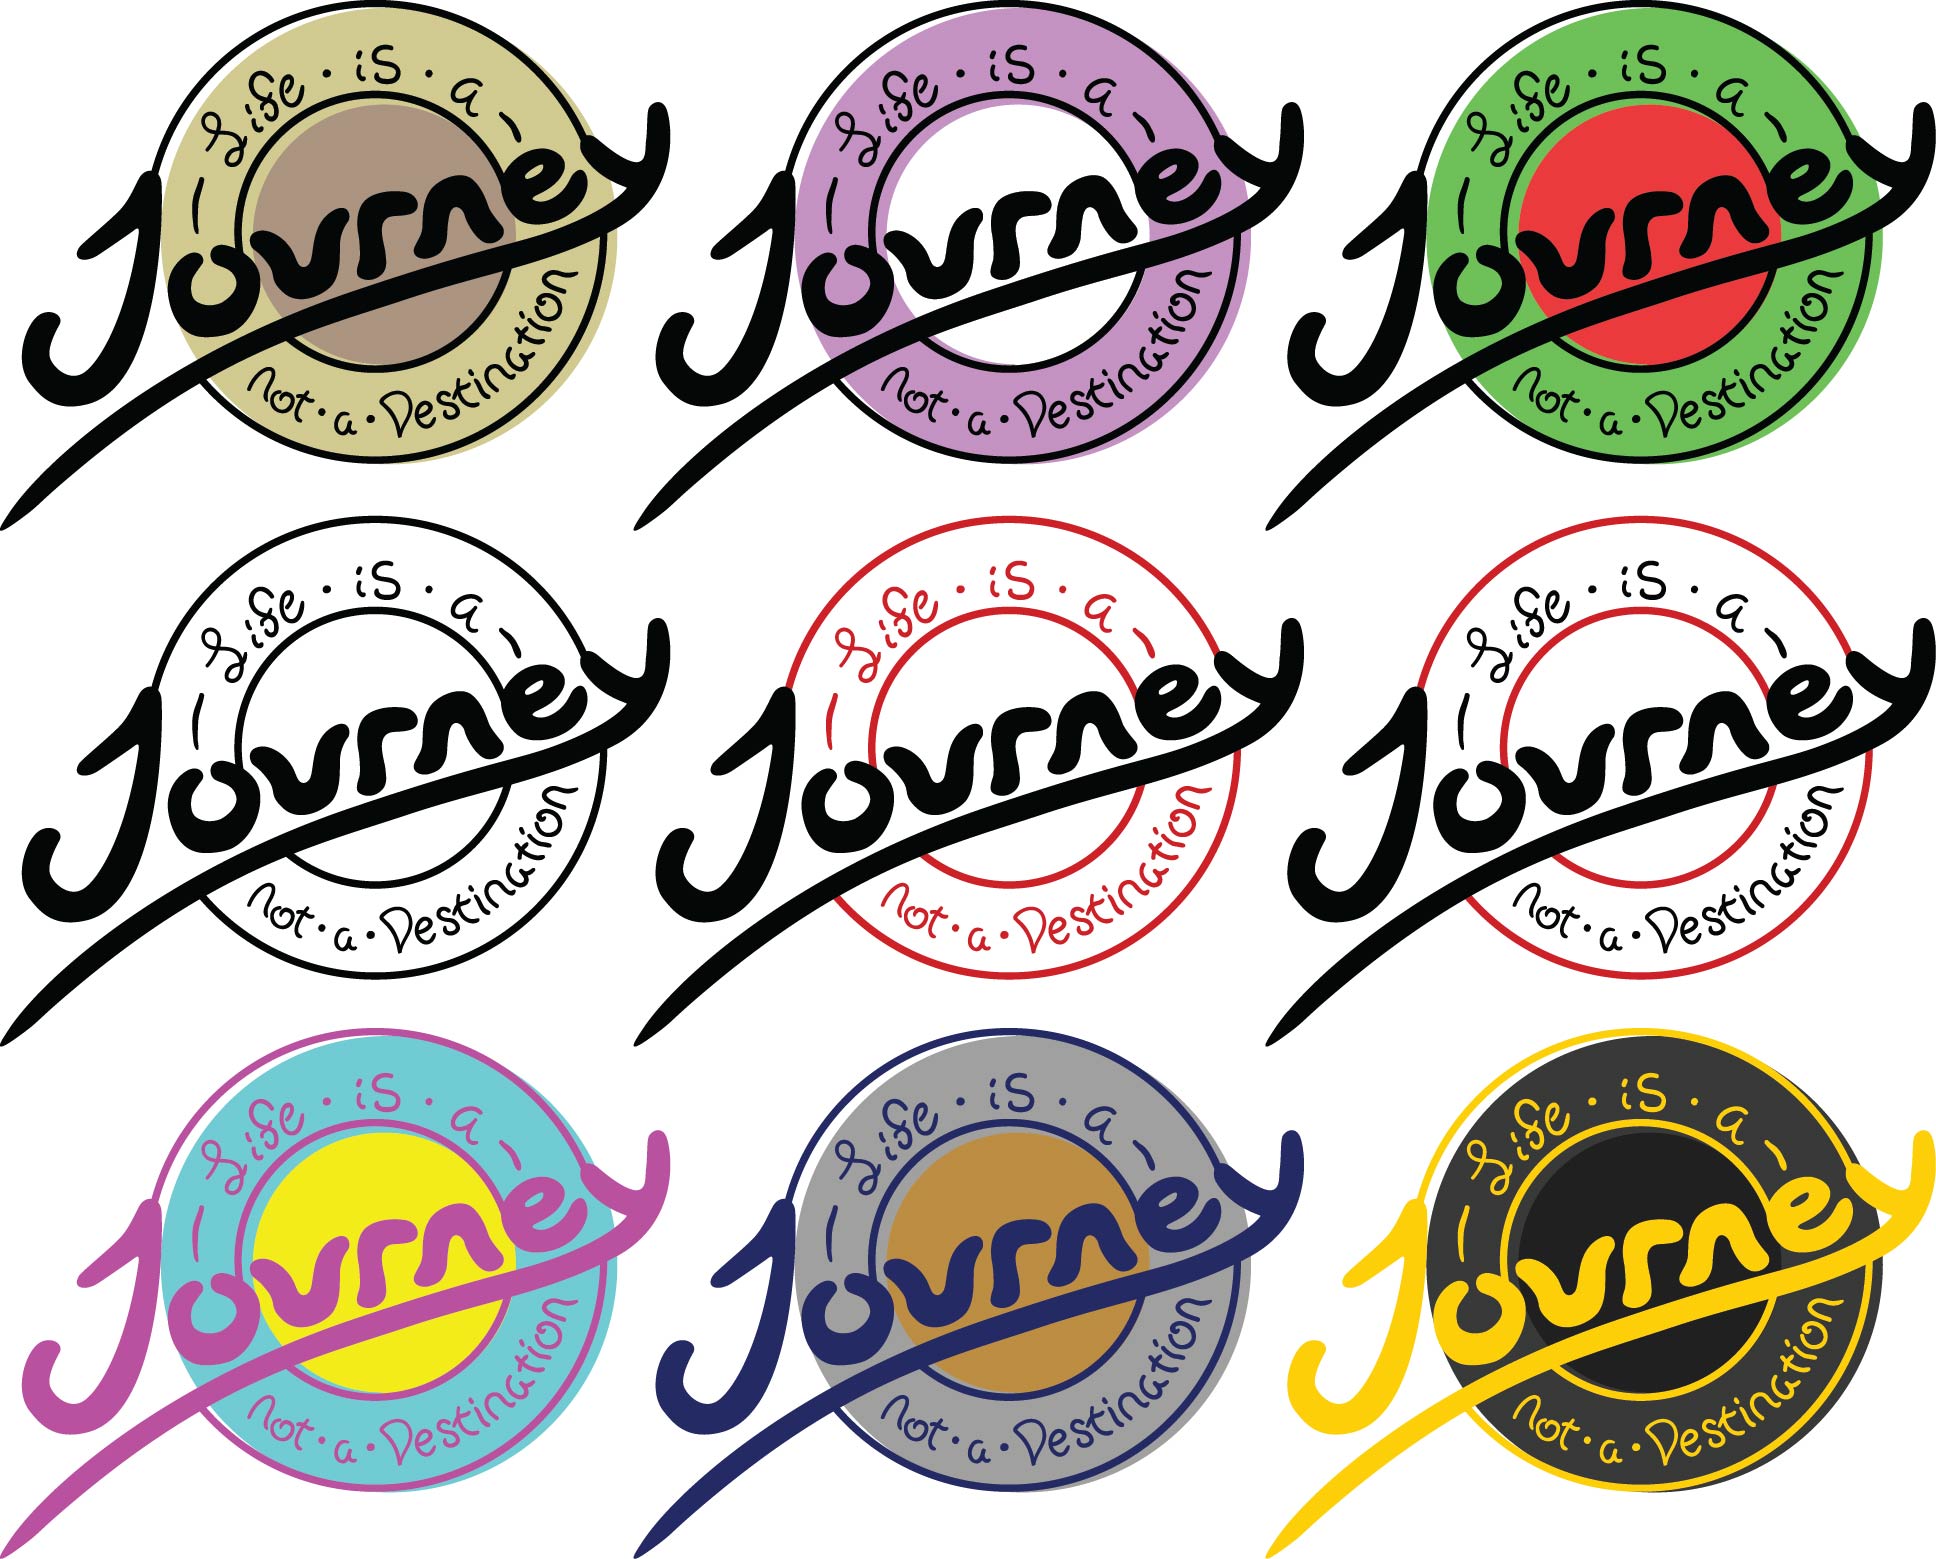 Life · is · a
Journey
Not · a · Destination
Life · is · a
Journey
Not · a · Destination
Life · is · a
Journey
Not · a · Destination
Life · is · a
Journey
Not · a · Destination
Life · is · a
Journey
Not · a · Destination
Life · is · a
Journey
Not · a · Destination
Life · is · a
Journey
Not · a · Destination
Life · is · a
Journey
Not · a · Destination
Life · is · a
Journey
Not · a · Destination